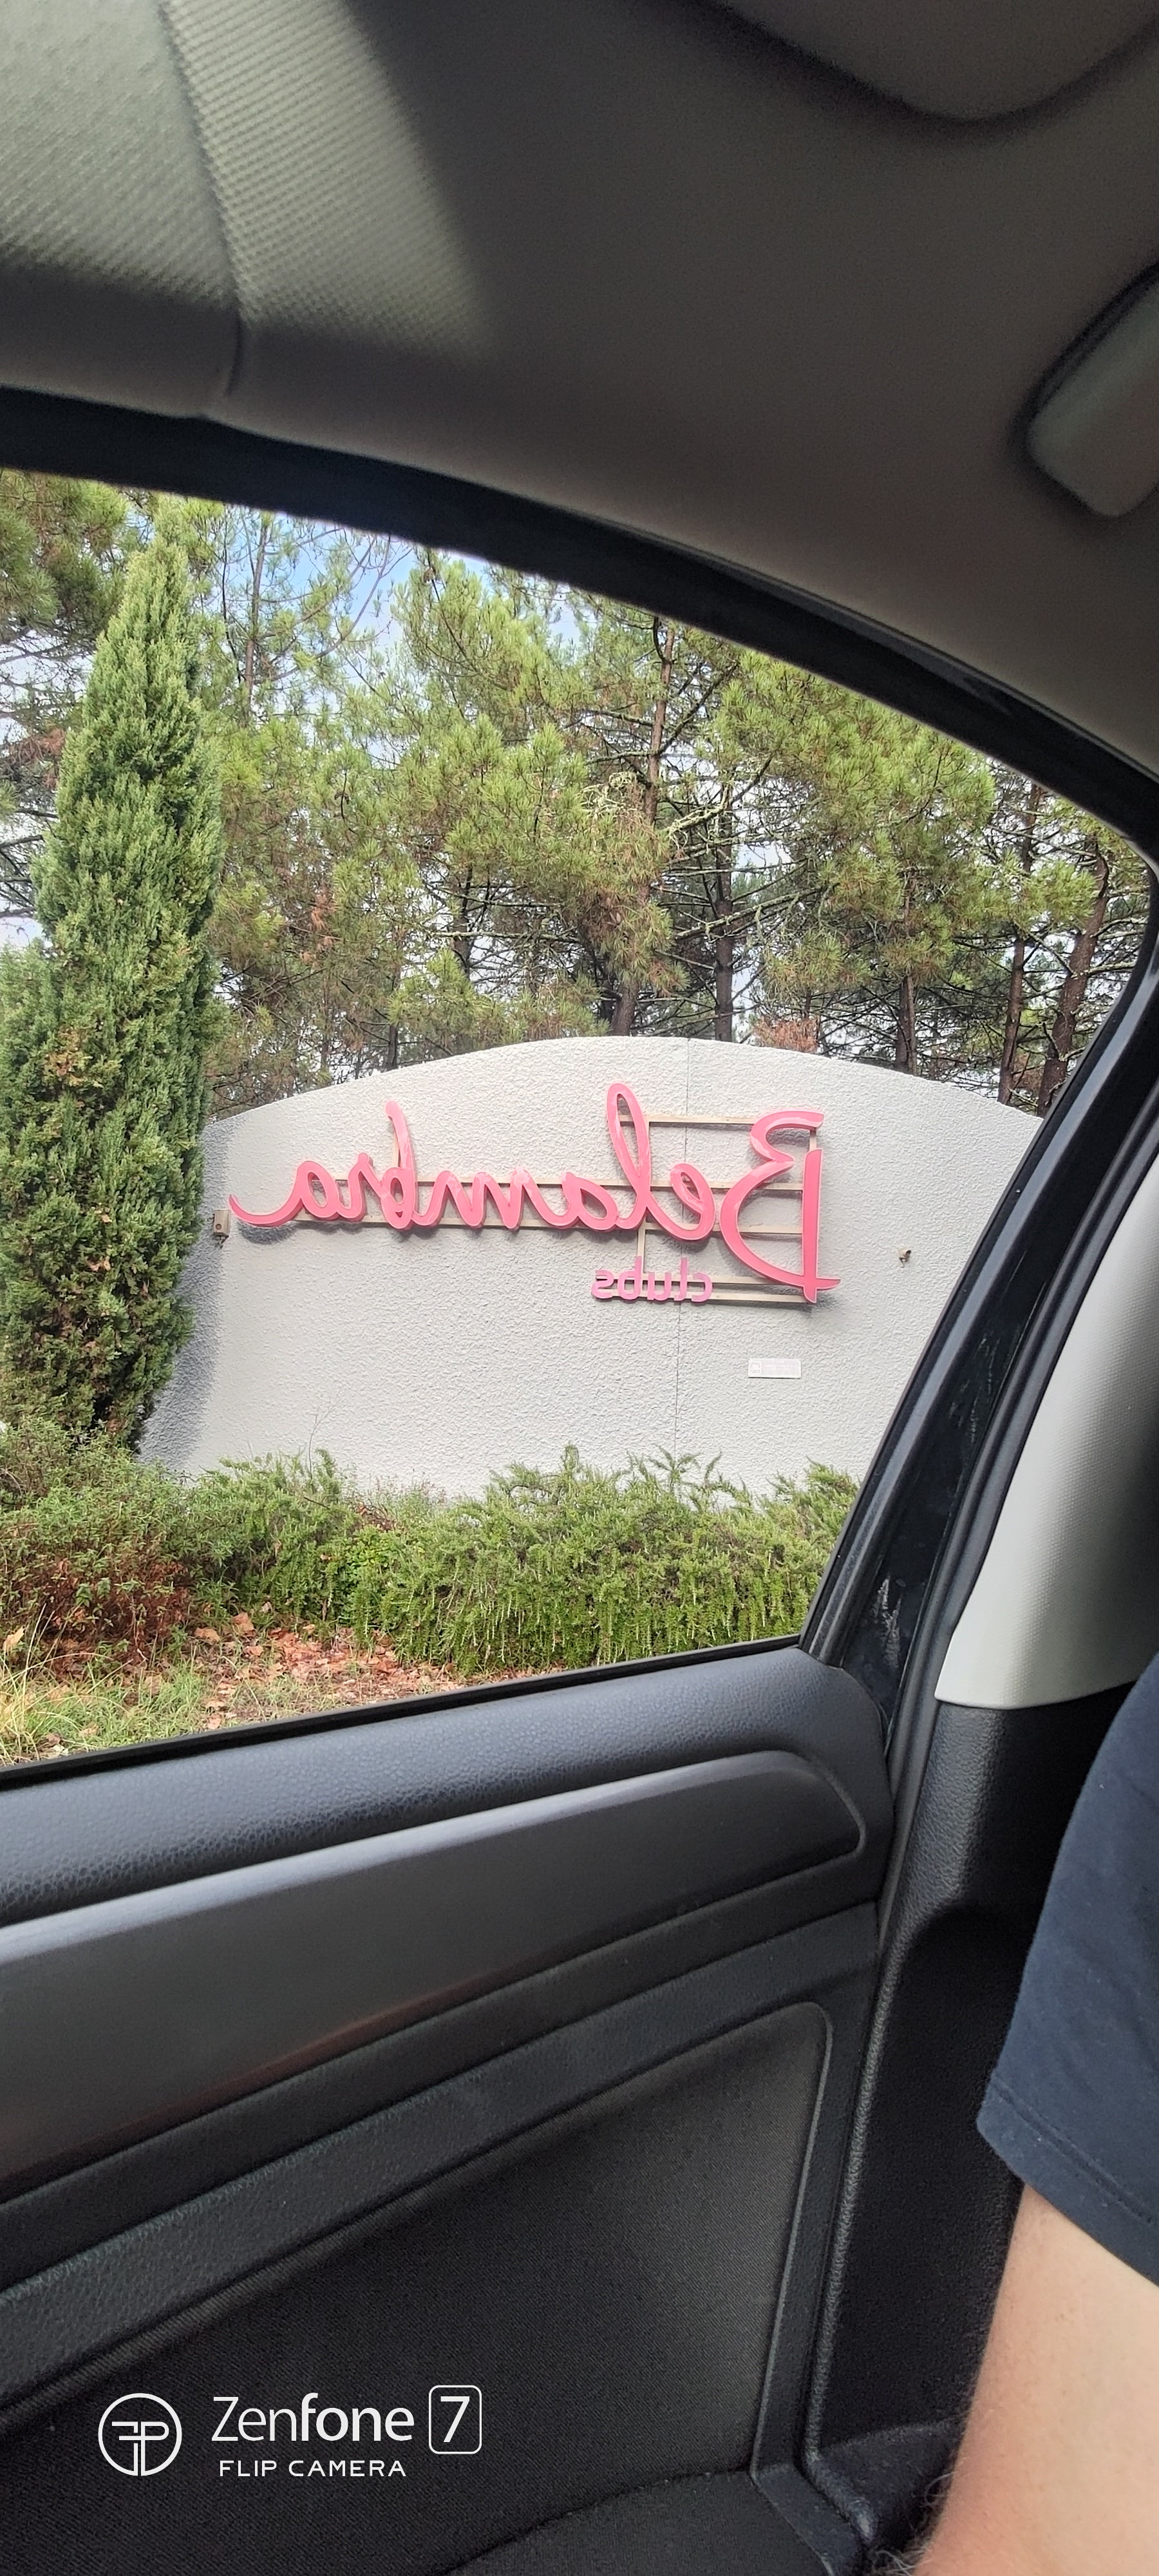 Belambra
clubs
Zenfone 7
FLIP CAMERA